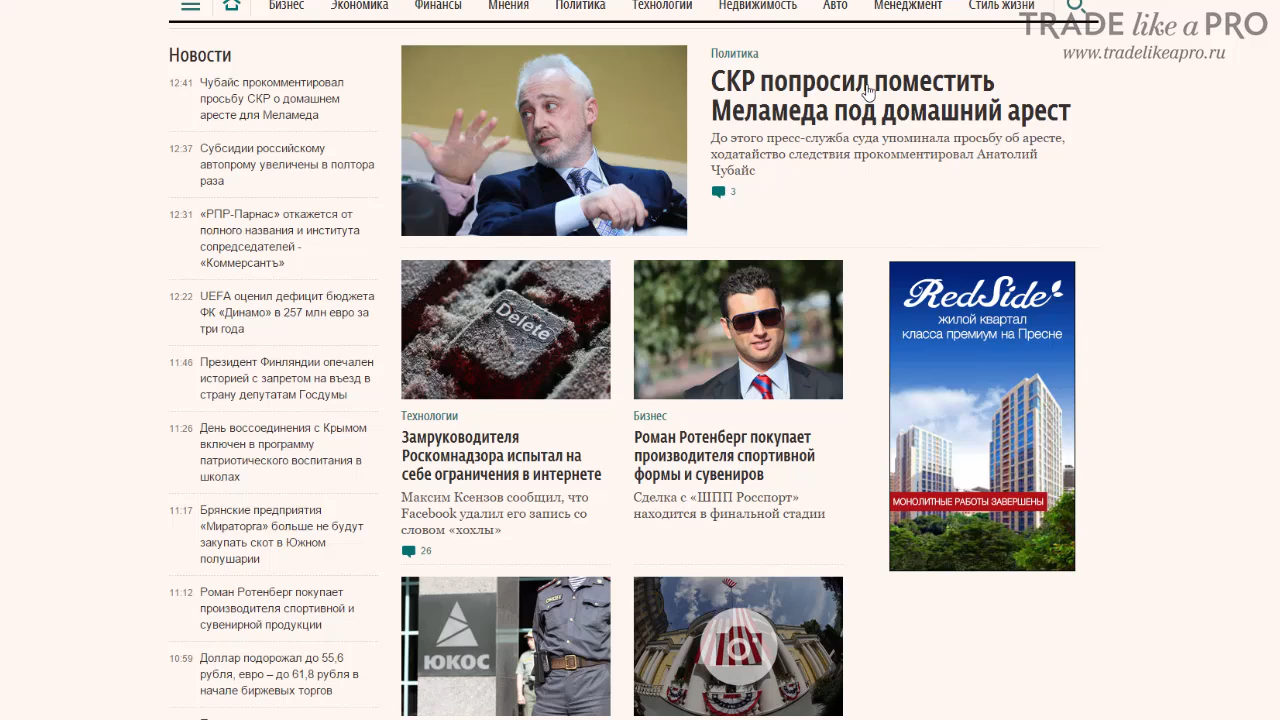 Бизнес Экономика Финансы Мнения Политика Технологии Недвижимость Авто Менеджмент Стиль жизни
TRADE like a PRO
www.tradelikeapro.ru
Новости
12:41 Чубайс прокомментировал
просьбу СКР о домашнем
аресте для Меламеда
12:37 Субсидии российскому
автопрому увеличены в полтора
раза
12:31 «РПР-Парнас» откажется от
полного названия и института
сопредседателей -
«Коммерсантъ»
12:22 UEFA оценил дефицит бюджета
ФК «Динамо» в 257 млн евро за
три года
11:46 Президент Финляндии опечален
историей с запретом на въезд в
страну депутатам Госдумы
11:26 День воссоединения с Крымом
включен в программу
патриотического воспитания в
школах
11:17 Брянские предприятия
«Мираторга» больше не будут
закупать скот в Южном
полушарии
11:12 Роман Ротенберг покупает
производителя спортивной и
сувенирной продукции
10:59 Доллар подорожал до 55,6
рубля, евро – до 61,8 рубля в
начале биржевых торгов
Политика
СКР попросил поместить
Меламеда под домашний арест
До этого пресс-служба суда упоминала просьбу об аресте,
ходатайство следствия прокомментировал Анатолий
Чубайс
3
Delete
Технологии
Замруководителя
Роскомнадзора испытал на
себе ограничения в интернете
Максим Ксензов сообщил, что
Facebook удалил его запись со
словом «хохлы»
26
Бизнес
Роман Ротенберг покупает
производителя спортивной
формы и сувениров
Сделка с «ШПП Росспорт»
находится в финальной стадии
RedSide
жилой квартал
класса премиум на Пресне
МОНОЛИТНЫЕ РАБОТЫ ЗАВЕРШЕНЫ
ЮКОС